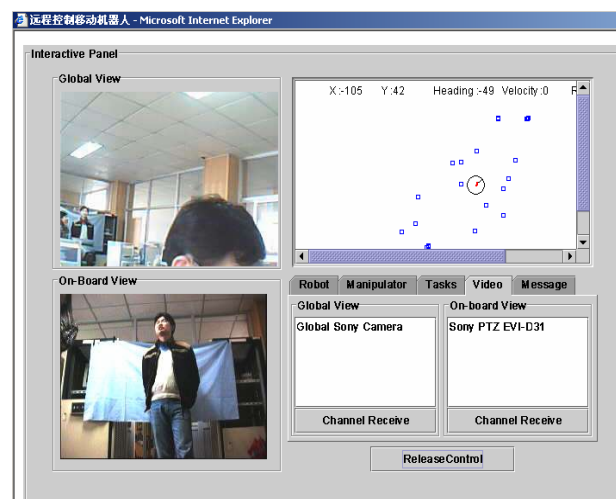 远程控制移动机器人 - Microsoft Internet Explorer
Interactive Panel
Global View
X:-105 Y:42 Heading:-49 Velocity:0 R
On-Board View
Robot Manipulator Tasks Video Message
Global View On-board View
Global Sony Camera Sony PTZ EVI-D31
Channel Receive Channel Receive
ReleaseControl